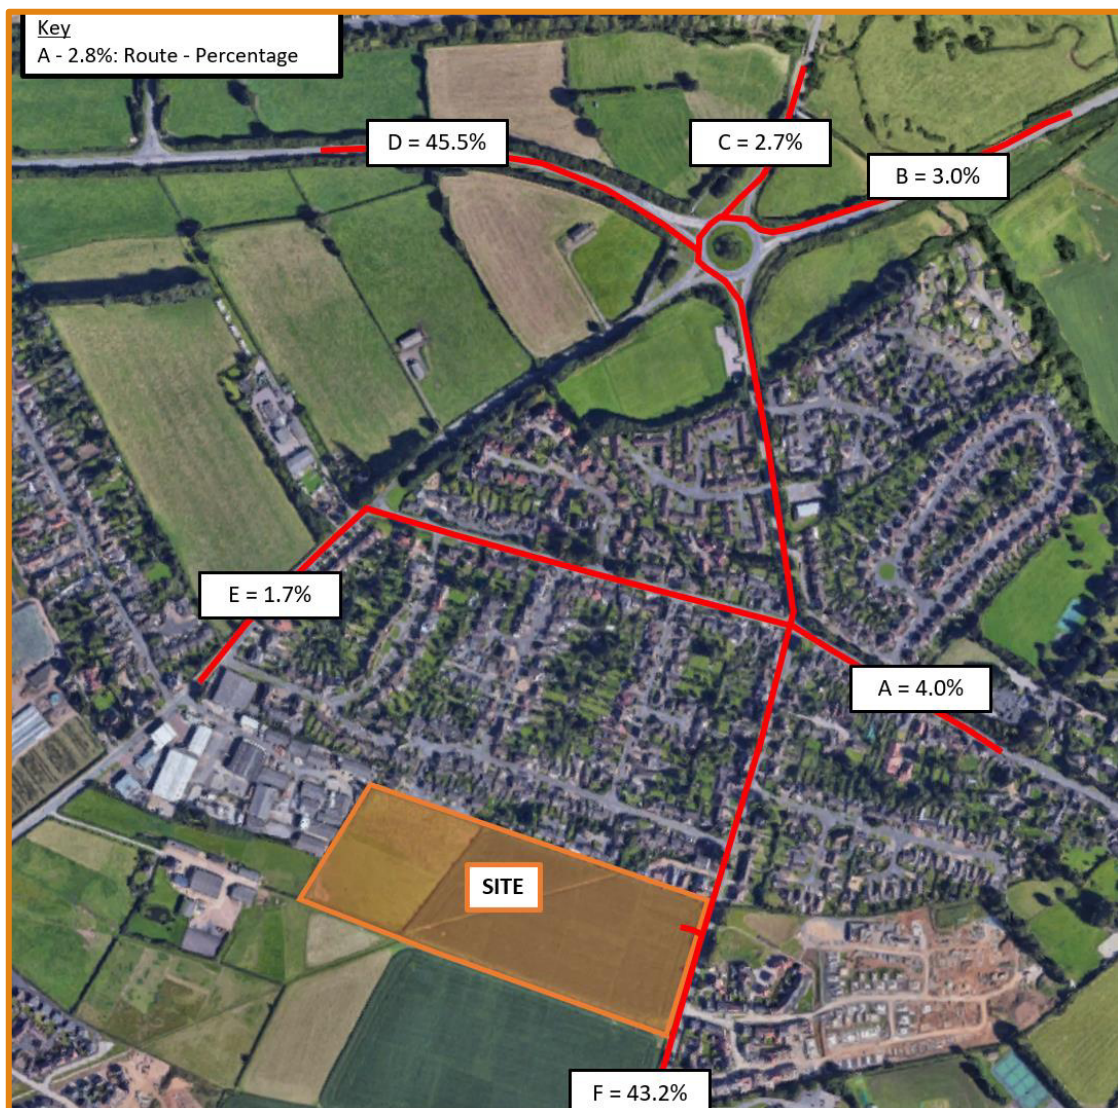 Key
A - 2.8%: Route - Percentage
D = 45.5%
C = 2.7%
B = 3.0%
E = 1.7%
A = 4.0%
SITE
F = 43.2%